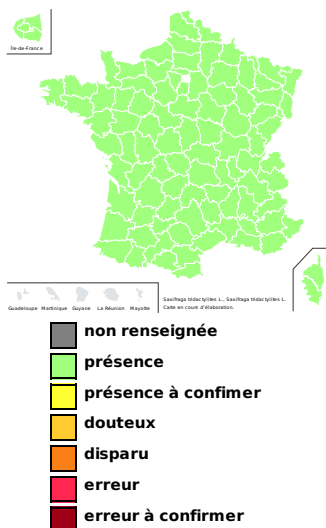 Île-de-France
Guadeloupe Martinique Guyane La Réunion Mayotte
Saxifraga tridactylites L., Saxifraga tridactylites L.
Carte en cours d'élaboration.
non renseignée
présence
présence à confimer
douteux
disparu
erreur
erreur à confirmer